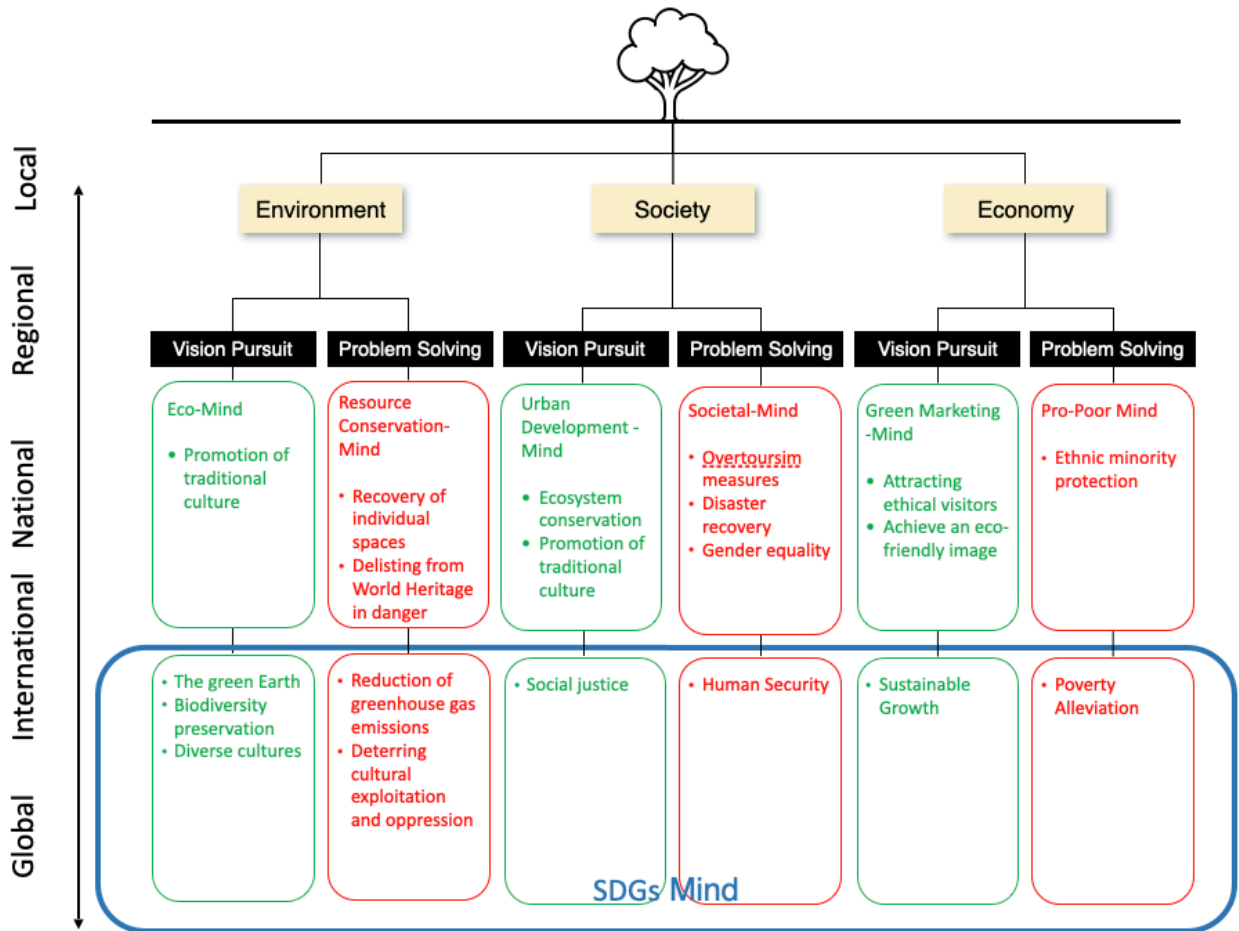 Local
Regional
National
International
Global
Environment
Society
Economy
Vision Pursuit
Problem Solving
Vision Pursuit
Problem Solving
Vision Pursuit
Problem Solving
Eco-Mind
• Promotion of
traditional
culture
Resource
Conservation-
Mind
• Recovery of
individual
spaces
• Delisting from
World Heritage
in danger
Urban
Development -
Mind
• Ecosystem
conservation
• Promotion of
traditional
culture
Societal-Mind
• Overtoursim
measures
• Disaster
recovery
• Gender equality
Green Marketing
-Mind
• Attracting
ethical visitors
• Achieve an eco-
friendly image
Pro-Poor Mind
• Ethnic minority
protection
• The green Earth
• Biodiversity
preservation
• Diverse cultures
• Reduction of
greenhouse gas
emissions
• Deterring
cultural
exploitation
and oppression
• Social justice
• Human Security
• Sustainable
Growth
• Poverty
Alleviation
SDGs Mind